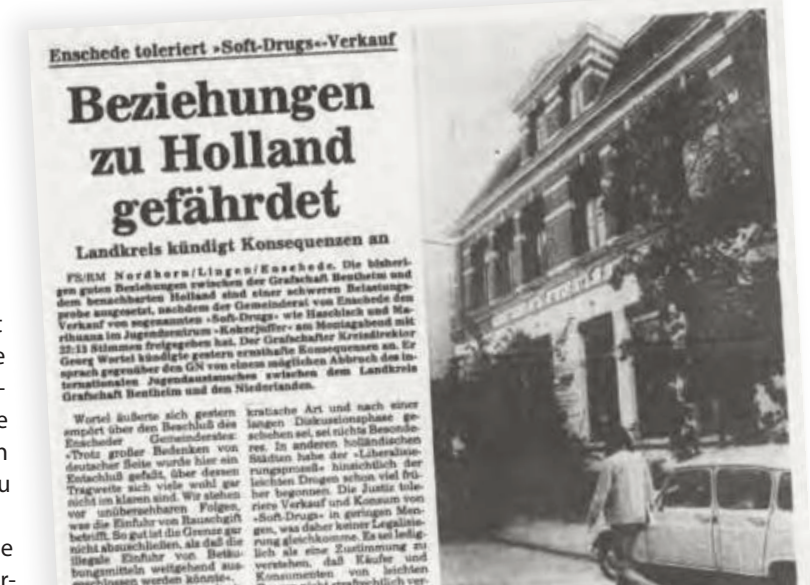 t
e
-
e
n
u
e
r-
Enschede toleriert »Soft-Drugs«-Verkauf
Beziehungen
zu Holland
gefährdet
Landkreis kündigt Konsequenzen an
FS/RM Nordhorn/Lingen/Enschede. Die bisheri-
gen guten Beziehungen zwischen der Grafschaft Bentheim und
dem benachbarten Holland sind einer schweren Belastungs-
probe ausgesetzt, nachdem der Gemeinderat von Enschede den
Verkauf von sogenannten »Soft-Drugs« wie Haschisch und Ma-
rihuana im Jugendzentrum »Kokerjuffer« am Montagabend mit
22:13 Stimmen freigegeben hat. Der Grafschafter Kreisdirektor
Georg Wortel kündigte gestern ernsthafte Konsequenzen an. Er
sprach gegenüber den GN von einem möglichen Abbruch des in-
ternationalen Jugendaustausches zwischen dem Landkreis
Grafschaft Bentheim und den Niederlanden.
Wortel äußerte sich gestern
empört über den Beschluß des
Enscheder Gemeinderates:
»Trotz großer Bedenken von
deutscher Seite wurde hier ein
Entschluß gefaßt, über dessen
Tragweite sich viele wohl gar
nicht im klaren sind. Wir stehen
vor unübersehbaren Folgen,
was die Einfuhr von Rauschgift
betrifft. So gut ist die Grenze gar
nicht abzuschließen, als daß die
illegale Einfuhr von Betäu-
bungsmitteln weitgehend aus-
geschlossen werden könnte«.
kratische Art und nach einer
langen Diskussionsphase ge-
schehen sei, sei nichts Besonde-
res. In anderen holländischen
Städten habe der »Liberalisie-
rungsprozeß« hinsichtlich der
leichten Drogen schon viel frü-
her begonnen. Die Justiz tole-
riere Verkauf und Konsum von
»Soft-Drugs« in geringen Men-
gen, was daher keiner Legalisie-
rung gleichkomme. Es sei ledig-
lich als eine Zustimmung zu
verstehen, daß Käufer und
Konsumenten von leichten
strafrechtlich ver-